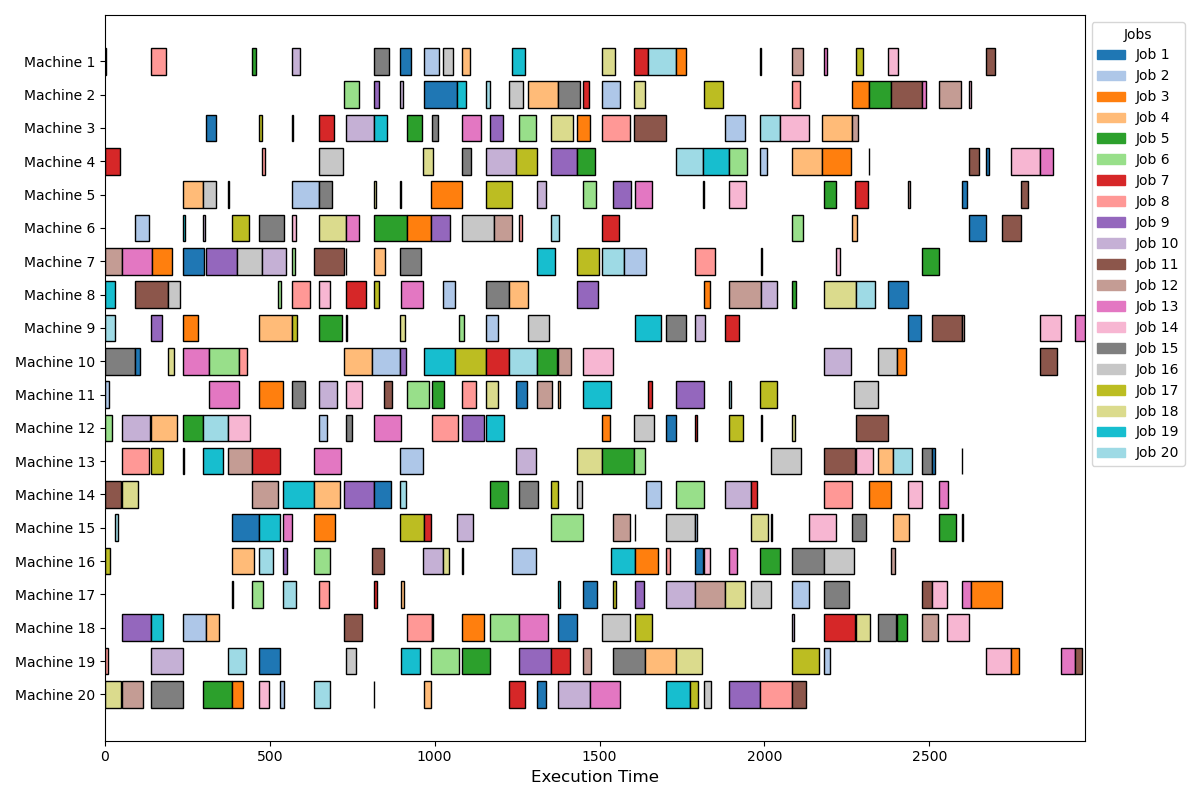 Machine 1
Machine 2
Machine 3
Machine 4
Machine 5
Machine 6
Machine 7
Machine 8
Machine 9
Machine 10
Machine 11
Machine 12
Machine 13
Machine 14
Machine 15
Machine 16
Machine 17
Machine 18
Machine 19
Machine 20
0 500 1000 1500 2000 2500
Execution Time
Jobs
Job 1
Job 2
Job 3
Job 4
Job 5
Job 6
Job 7
Job 8
Job 9
Job 10
Job 11
Job 12
Job 13
Job 14
Job 15
Job 16
Job 17
Job 18
Job 19
Job 20